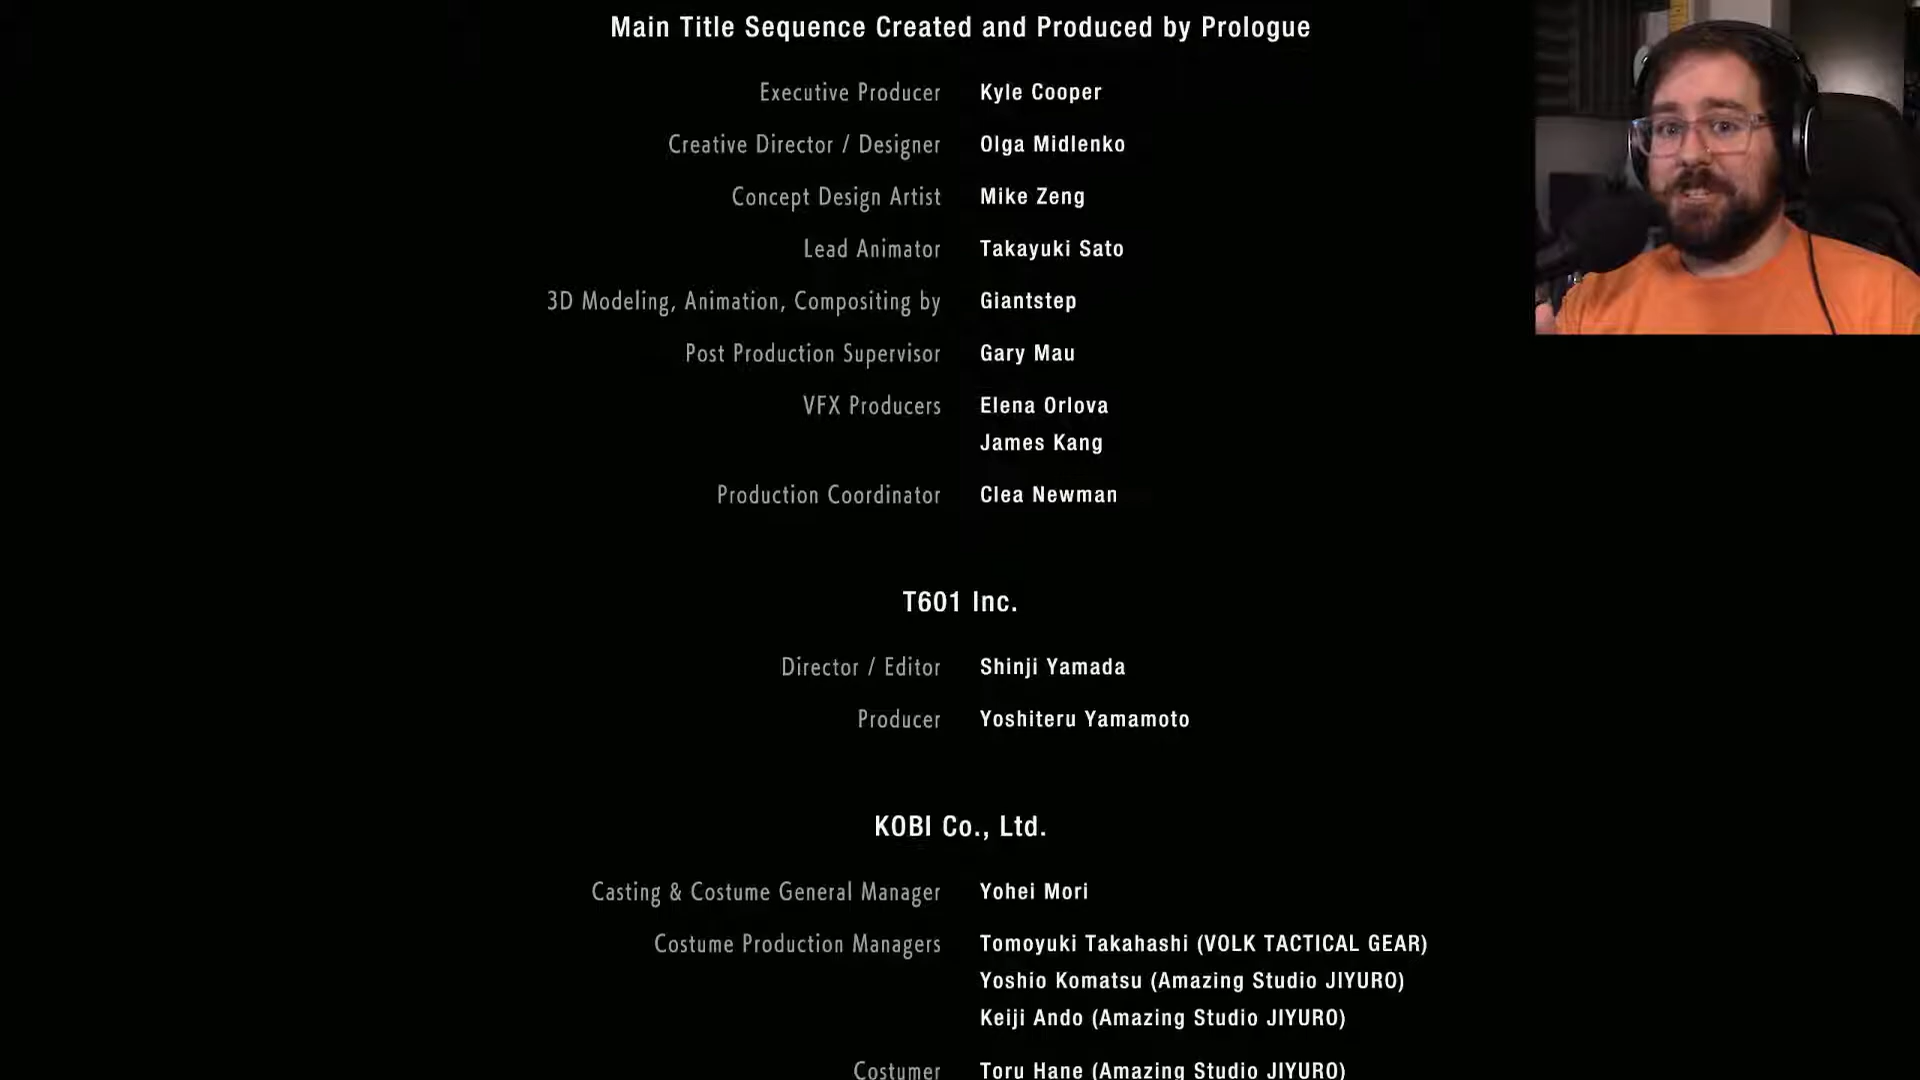 Main Title Sequence Created and Produced by Prologue
Executive Producer Kyle Cooper
Creative Director / Designer Olga Midlenko
Concept Design Artist Mike Zeng
Lead Animator Takayuki Sato
3D Modeling, Animation, Compositing by Giantstep
Post Production Supervisor Gary Mau
VFX Producers Elena Orlova
James Kang
Production Coordinator Clea Newman
T601 Inc.
Director / Editor Shinji Yamada
Producer Yoshiteru Yamamoto
KOBI Co., Ltd.
Casting & Costume General Manager Yohei Mori
Costume Production Managers Tomoyuki Takahashi (VOLK TACTICAL GEAR)
Yoshio Komatsu (Amazing Studio JIYURO)
Keiji Ando (Amazing Studio JIYURO)
Costumer Toru Hane (Amazing Studio JIYURO)